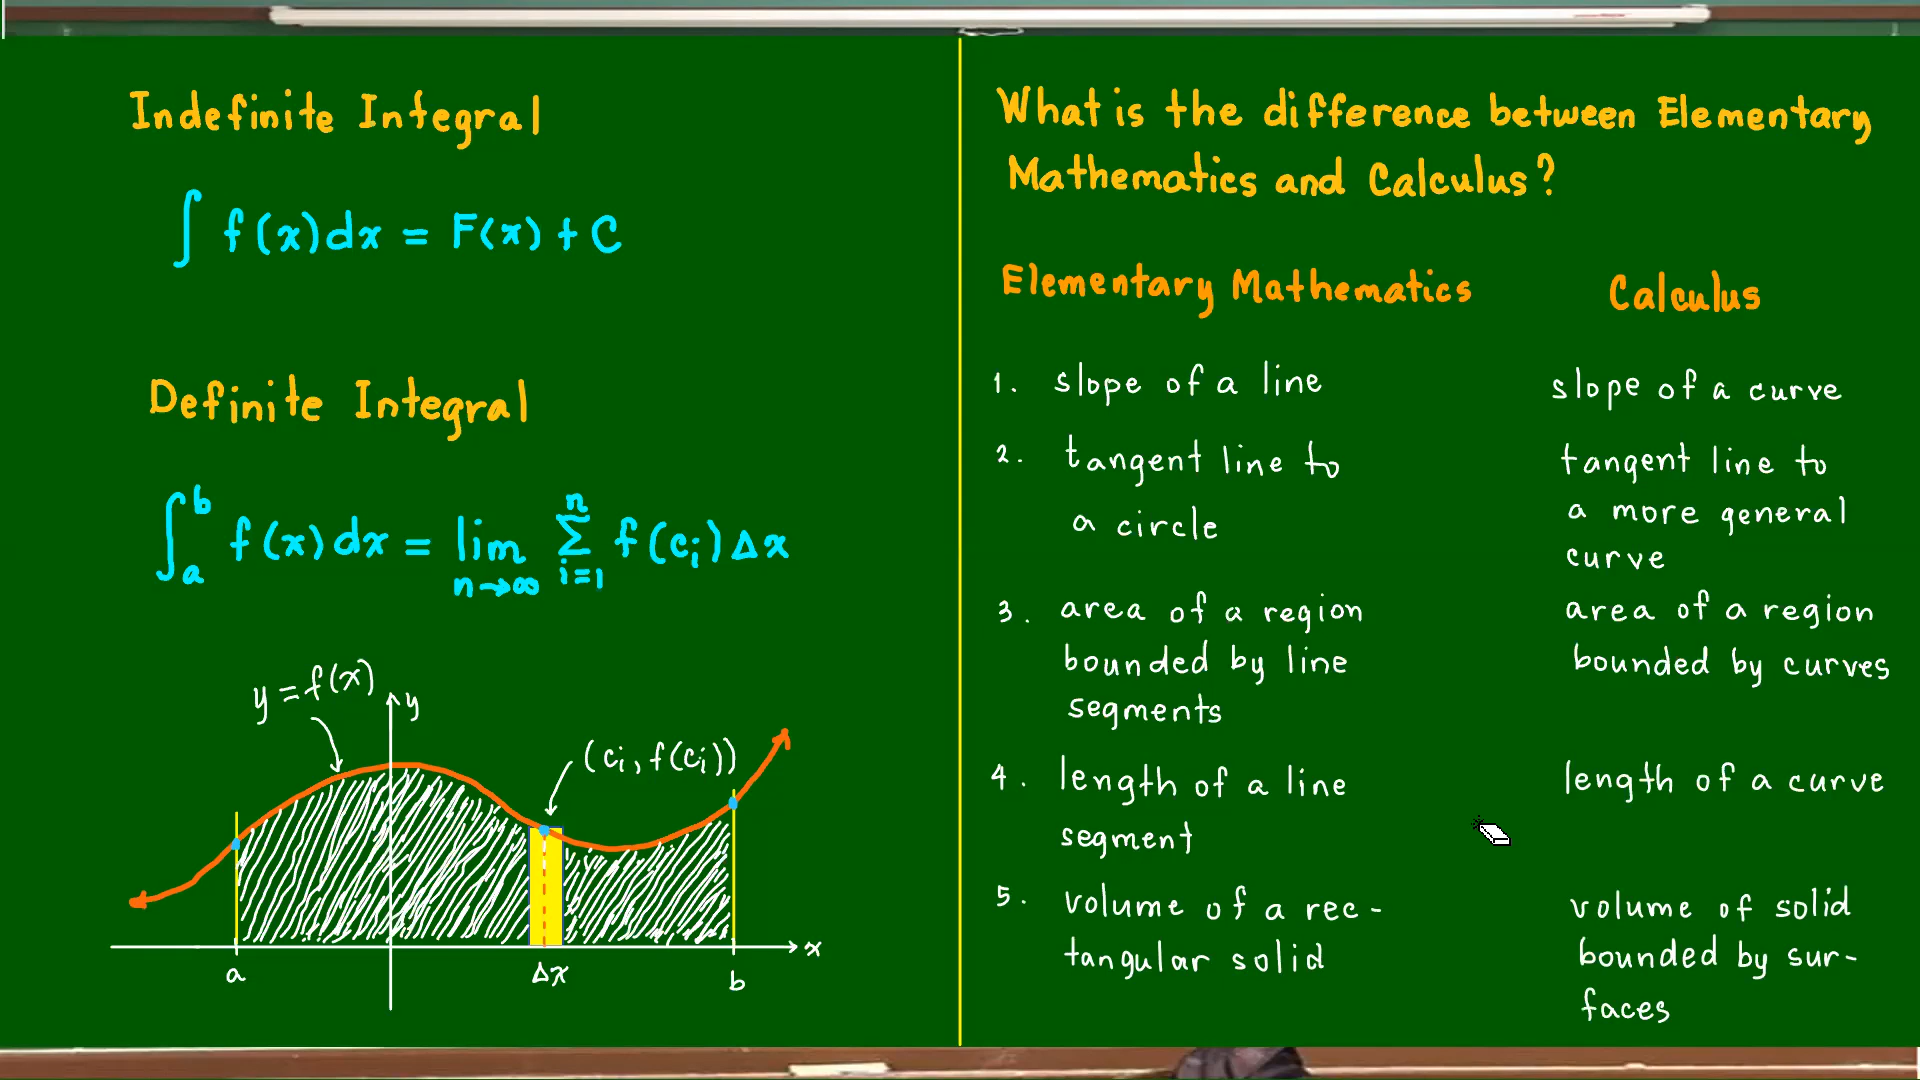 Indefinite Integral
∫ f(x)dx = F(x) + C
Definite Integral
∫_a^b f(x)dx = lim_{n→∞} Σ_{i=1}^n f(c_i)Δx
y = f(x)
y
(c_i, f(c_i))
x
a
Δx
b
What is the difference between Elementary
Mathematics and Calculus?
Elementary Mathematics
Calculus
1. slope of a line
slope of a curve
2. tangent line to
a circle
tangent line to
a more general
curve
3. area of a region
bounded by line
segments
area of a region
bounded by curves
4. length of a line
segment
length of a curve
5. volume of a rec-
tangular solid
volume of solid
bounded by sur-
faces